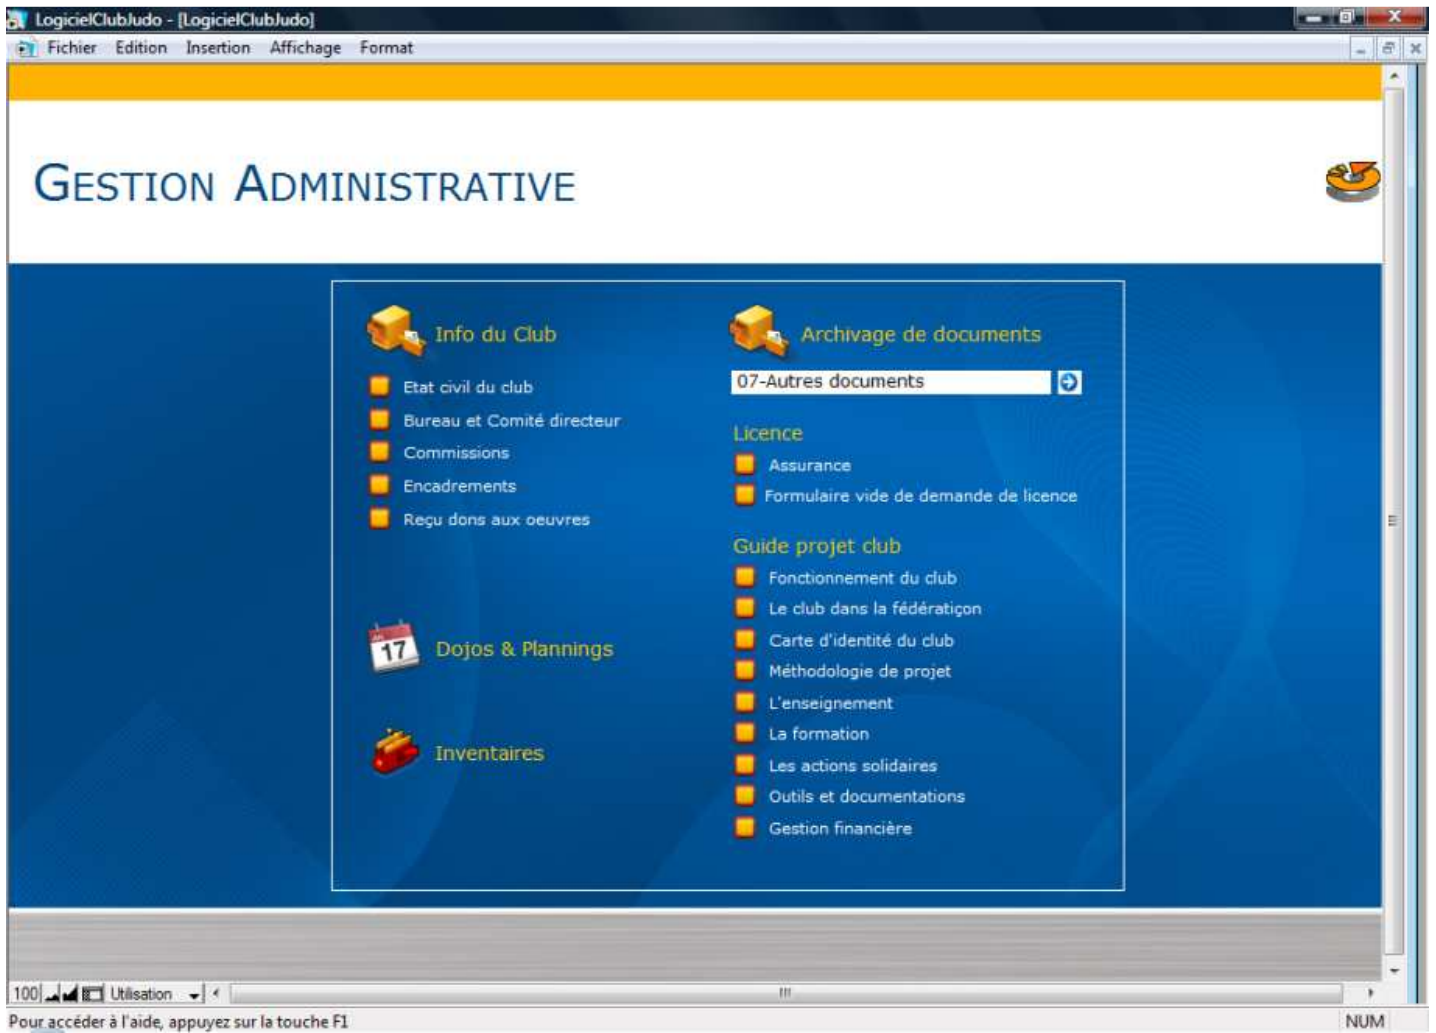 LogicielClubJudo - [LogicielClubJudo]
Fichier Edition Insertion Affichage Format
GESTION ADMINISTRATIVE
Info du Club
Etat civil du club
Bureau et Comité directeur
Commissions
Encadrements
Reçu dons aux oeuvres
17
Dojos & Plannings
Inventaires
Archivage de documents
07-Autres documents
Licence
Assurance
Formulaire vide de demande de licence
Guide projet club
Fonctionnement du club
Le club dans la fédératiçon
Carte d'identité du club
Méthodologie de projet
L'enseignement
La formation
Les actions solidaires
Outils et documentations
Gestion financière
100 Utilisation
Pour accéder à l'aide, appuyez sur la touche F1
NUM